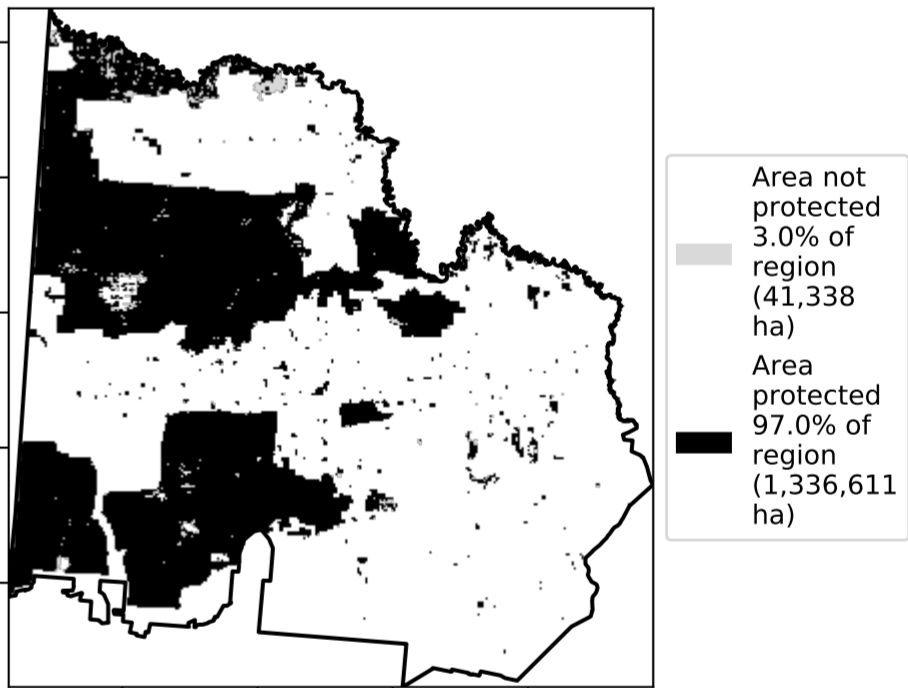 Area not
protected
3.0% of
region
(41,338
ha)
Area
protected
97.0% of
region
(1,336,611
ha)